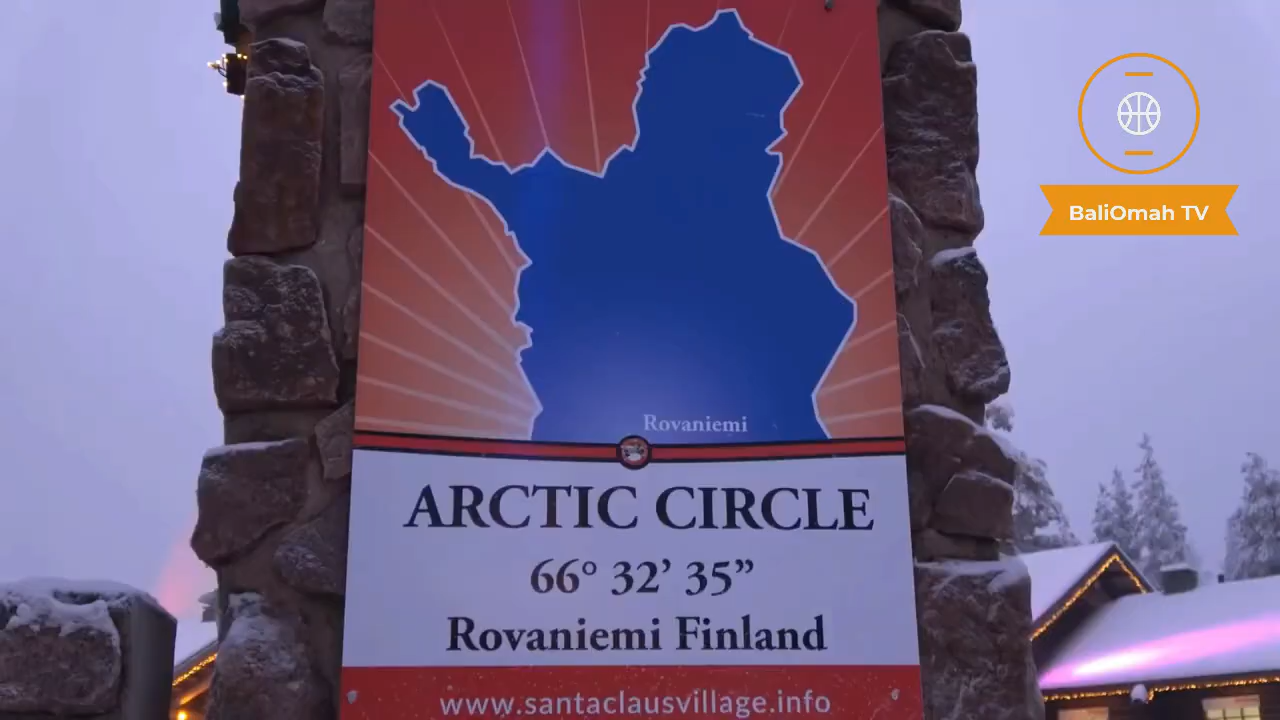 BaliOmah TV
Rovaniemi
ARCTIC CIRCLE
66° 32’ 35”
Rovaniemi Finland
www.santaclausvillage.info